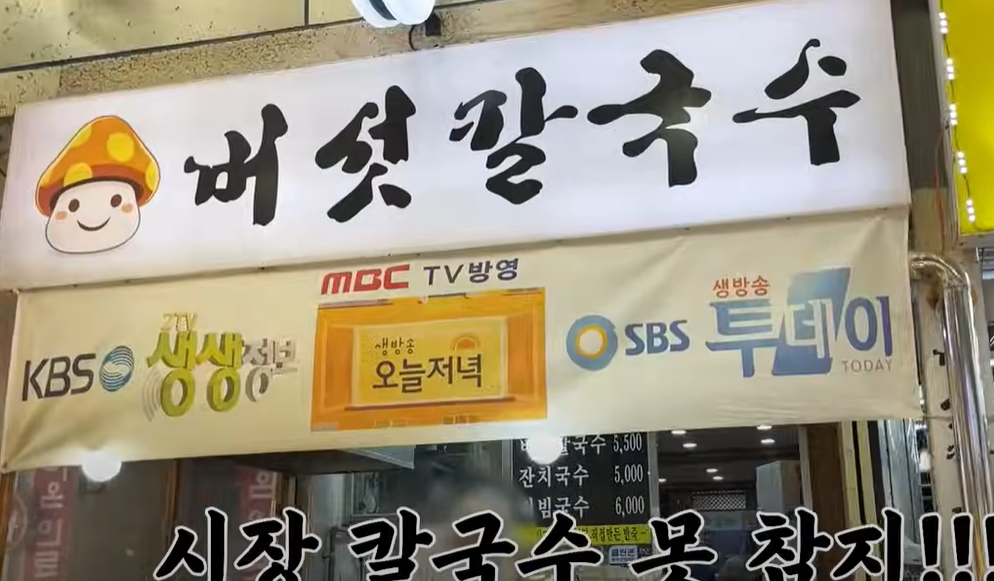 버섯칼국수
MBC TV방영
KBS 2TV 생생정보
생방송 오늘저녁
SBS 생방송 투데이 TODAY
칼국수 5,500
잔치국수 5,000
비빔국수 6,000
시장 칼국수 못 참지!!!